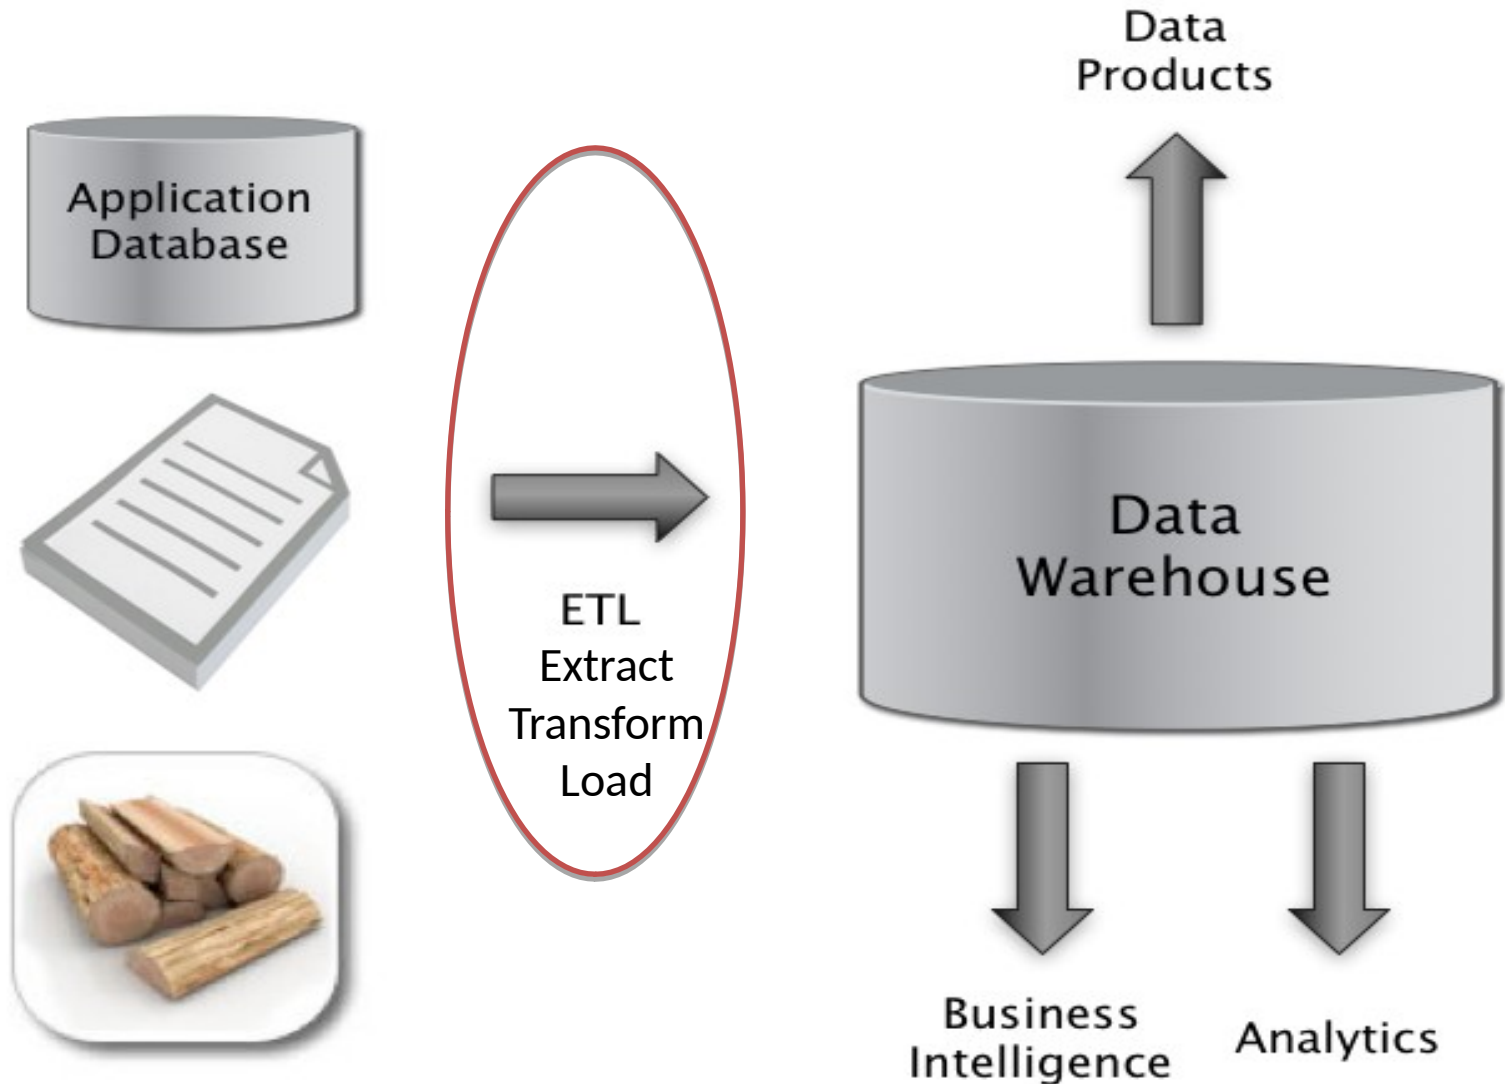 Data
Products
Application
Database
ETL
Extract
Transform
Load
Data
Warehouse
Business
Intelligence
Analytics